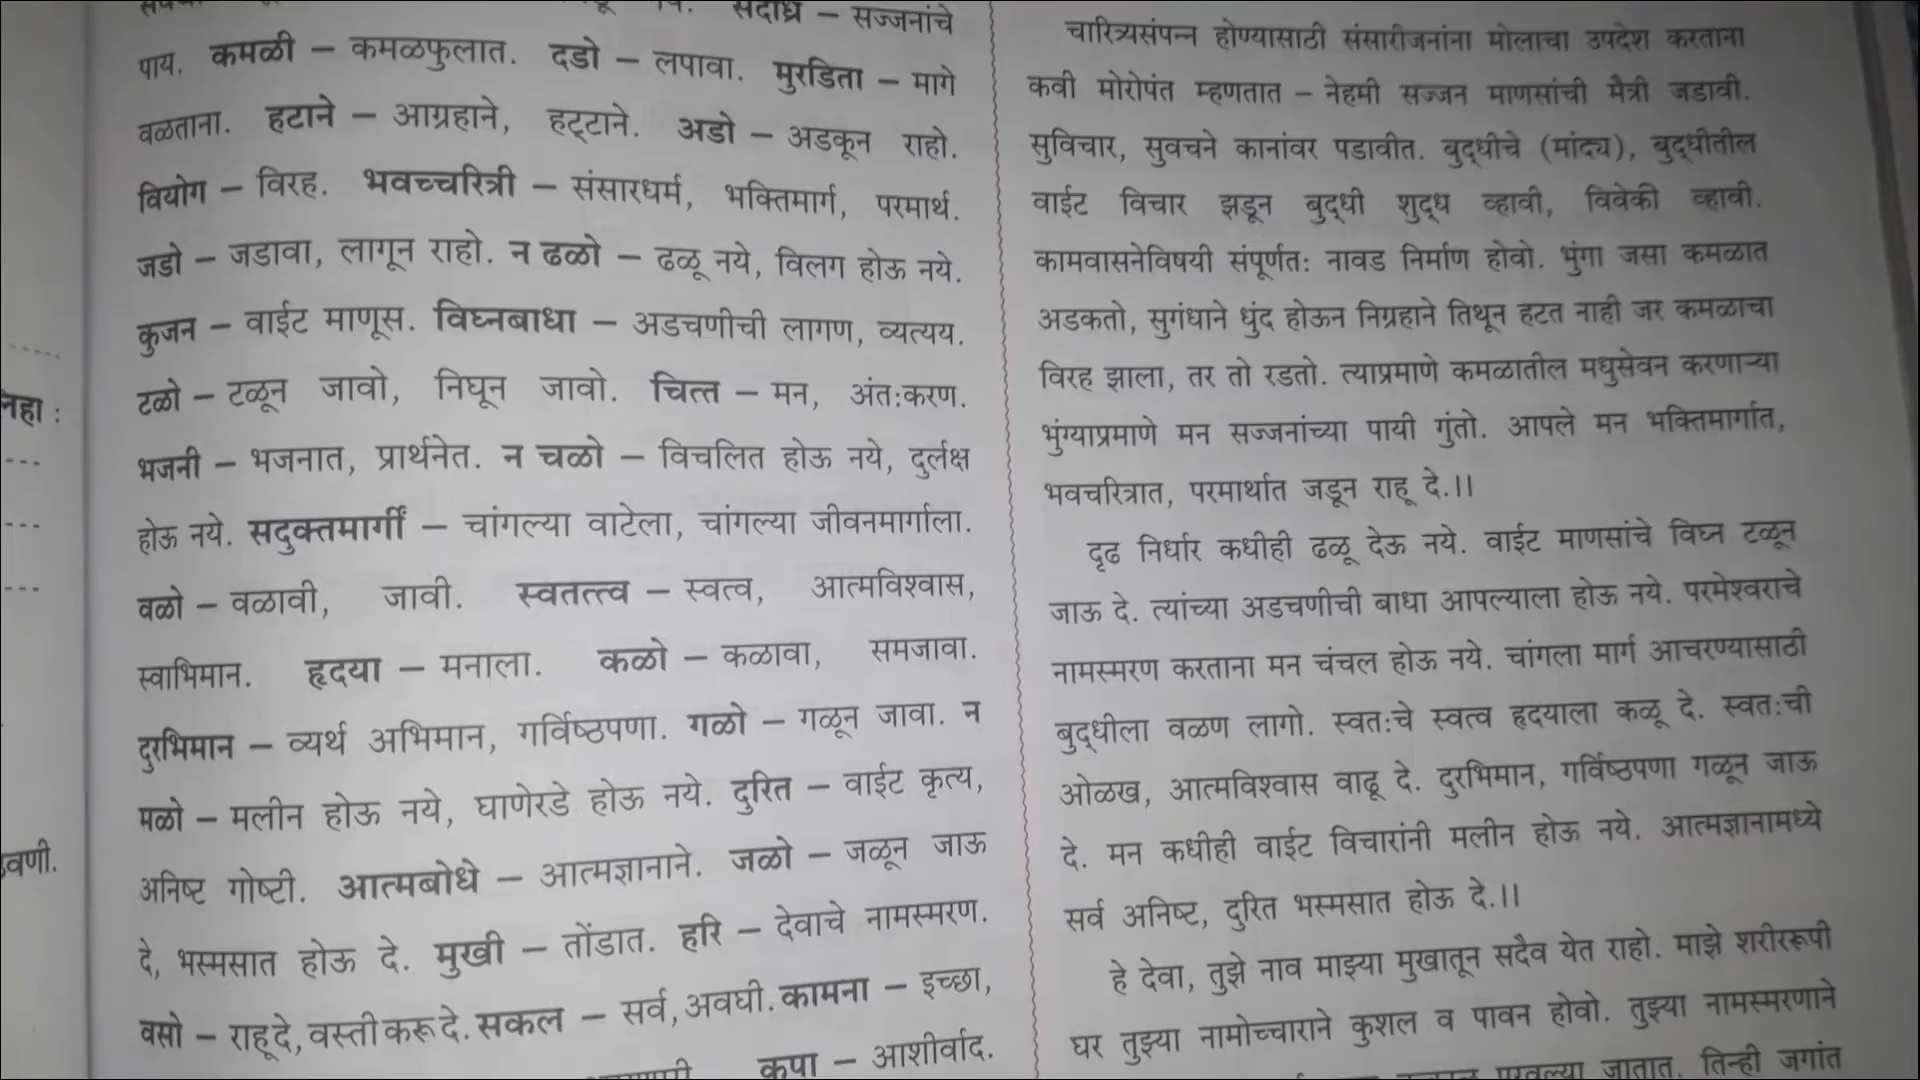 सदंघ्रि – सज्जनांचे
पाय. कमळी – कमळफुलात. दडो – लपावा. मुरडिता – मागे
वळताना. हटाने – आग्रहाने, हट्टाने. अडो – अडकून राहो.
वियोग – विरह. भवच्चरित्री – संसारधर्म, भक्तिमार्ग, परमार्थ.
जडो – जडावा, लागून राहो. न ढळो – ढळू नये, विलग होऊ नये.
कुजन – वाईट माणूस. विघ्नबाधा – अडचणीची लागण, व्यत्यय.
टळो – टळून जावो, निघून जावो. चित्त – मन, अंतःकरण.
भजनी – भजनात, प्रार्थनेत. न चळो – विचलित होऊ नये, दुर्लक्ष
होऊ नये. सदुक्तमार्गीं – चांगल्या वाटेला, चांगल्या जीवनमार्गाला.
वळो – वळावी, जावी. स्वतत्त्व – स्वत्व, आत्मविश्वास,
स्वाभिमान. हृदया – मनाला. कळो – कळावा, समजावा.
दुरभिमान – व्यर्थ अभिमान, गर्विष्ठपणा. गळो – गळून जावा. न
मळो – मलीन होऊ नये, घाणेरडे होऊ नये. दुरित – वाईट कृत्य,
अनिष्ट गोष्टी. आत्मबोधे – आत्मज्ञानाने. जळो – जळून जाऊ
दे, भस्मसात होऊ दे. मुखी – तोंडात. हरि – देवाचे नामस्मरण.
वसो – राहू दे, वस्ती करू दे. सकल – सर्व, अवघी. कामना – इच्छा,
कृपा – आशीर्वाद.
चारित्र्यसंपन्न होण्यासाठी संसारीजनांना मोलाचा उपदेश करताना
कवी मोरोपंत म्हणतात – नेहमी सज्जन माणसांची मैत्री जडावी.
सुविचार, सुवचने कानांवर पडावीत. बुद्धीचे (मांद्य), बुद्धीतील
वाईट विचार झडून बुद्धी शुद्ध व्हावी, विवेकी व्हावी.
कामवासनेविषयी संपूर्णतः नावड निर्माण होवो. भुंगा जसा कमळात
अडकतो, सुगंधाने धुंद होऊन निग्रहाने तिथून हटत नाही जर कमळाचा
विरह झाला, तर तो रडतो. त्याप्रमाणे कमळातील मधुसेवन करणाऱ्या
भुंग्याप्रमाणे मन सज्जनांच्या पायी गुंतो. आपले मन भक्तिमार्गात,
भवचरित्रात, परमार्थात जडून राहू दे.।।
दृढ निर्धार कधीही ढळू देऊ नये. वाईट माणसांचे विघ्न टळून
जाऊ दे. त्यांच्या अडचणीची बाधा आपल्याला होऊ नये. परमेश्वराचे
नामस्मरण करताना मन चंचल होऊ नये. चांगला मार्ग आचरण्यासाठी
बुद्धीला वळण लागो. स्वतःचे स्वत्व हृदयाला कळू दे. स्वतःची
ओळख, आत्मविश्वास वाढू दे. दुरभिमान, गर्विष्ठपणा गळून जाऊ
दे. मन कधीही वाईट विचारांनी मलीन होऊ नये. आत्मज्ञानामध्ये
सर्व अनिष्ट, दुरित भस्मसात होऊ दे.।।
हे देवा, तुझे नाव माझ्या मुखातून सदैव येत राहो. माझे शरीररूपी
घर तुझ्या नामोच्चाराने कुशल व पावन होवो. तुझ्या नामस्मरणाने
पुरवल्या जातात. तिन्ही जगांत